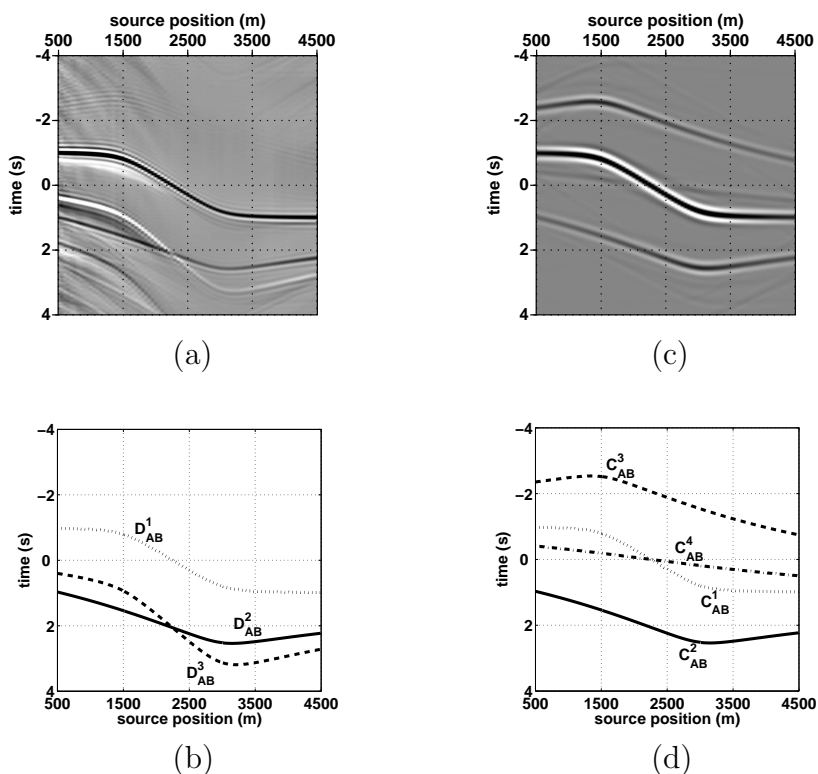 source position (m)
500 1500 2500 3500 4500
-4
-2
0
2
4
time (s)
(a)
source position (m)
500 1500 2500 3500 4500
-4
-2
0
2
4
time (s)
(c)
−4
−2
0
2
4
time (s)
D¹AB
D²AB
D³AB
500 1500 2500 3500 4500
source position (m)
(b)
−4
−2
0
2
4
time (s)
C³AB
C⁴AB
C¹AB
C²AB
500 1500 2500 3500 4500
source position (m)
(d)